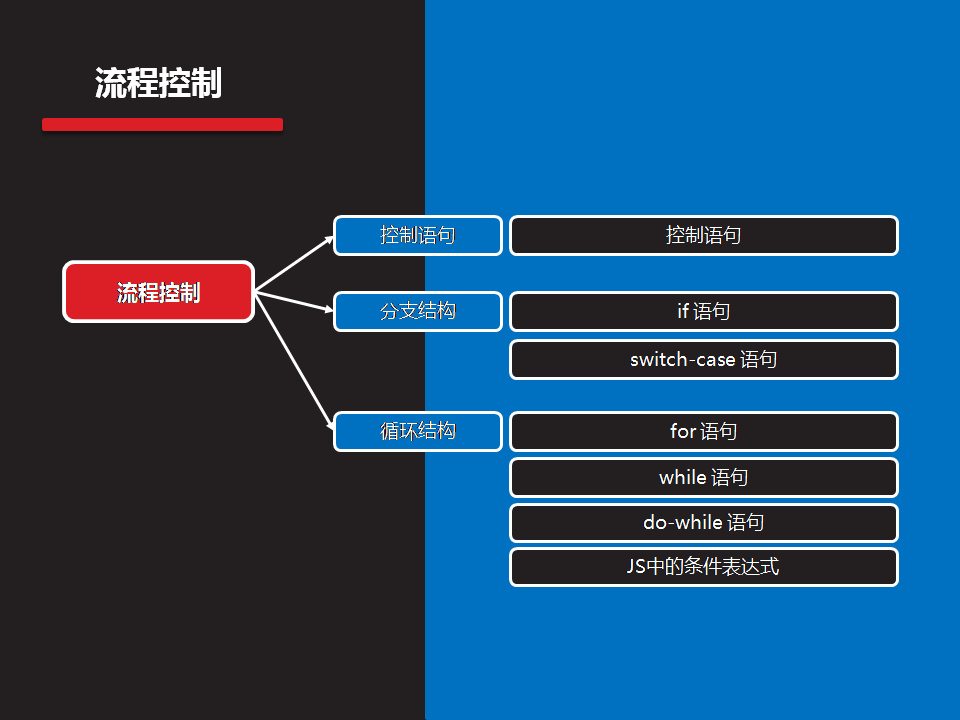 流程控制
流程控制
控制语句
控制语句
分支结构
if 语句
switch-case 语句
循环结构
for 语句
while 语句
do-while 语句
JS中的条件表达式